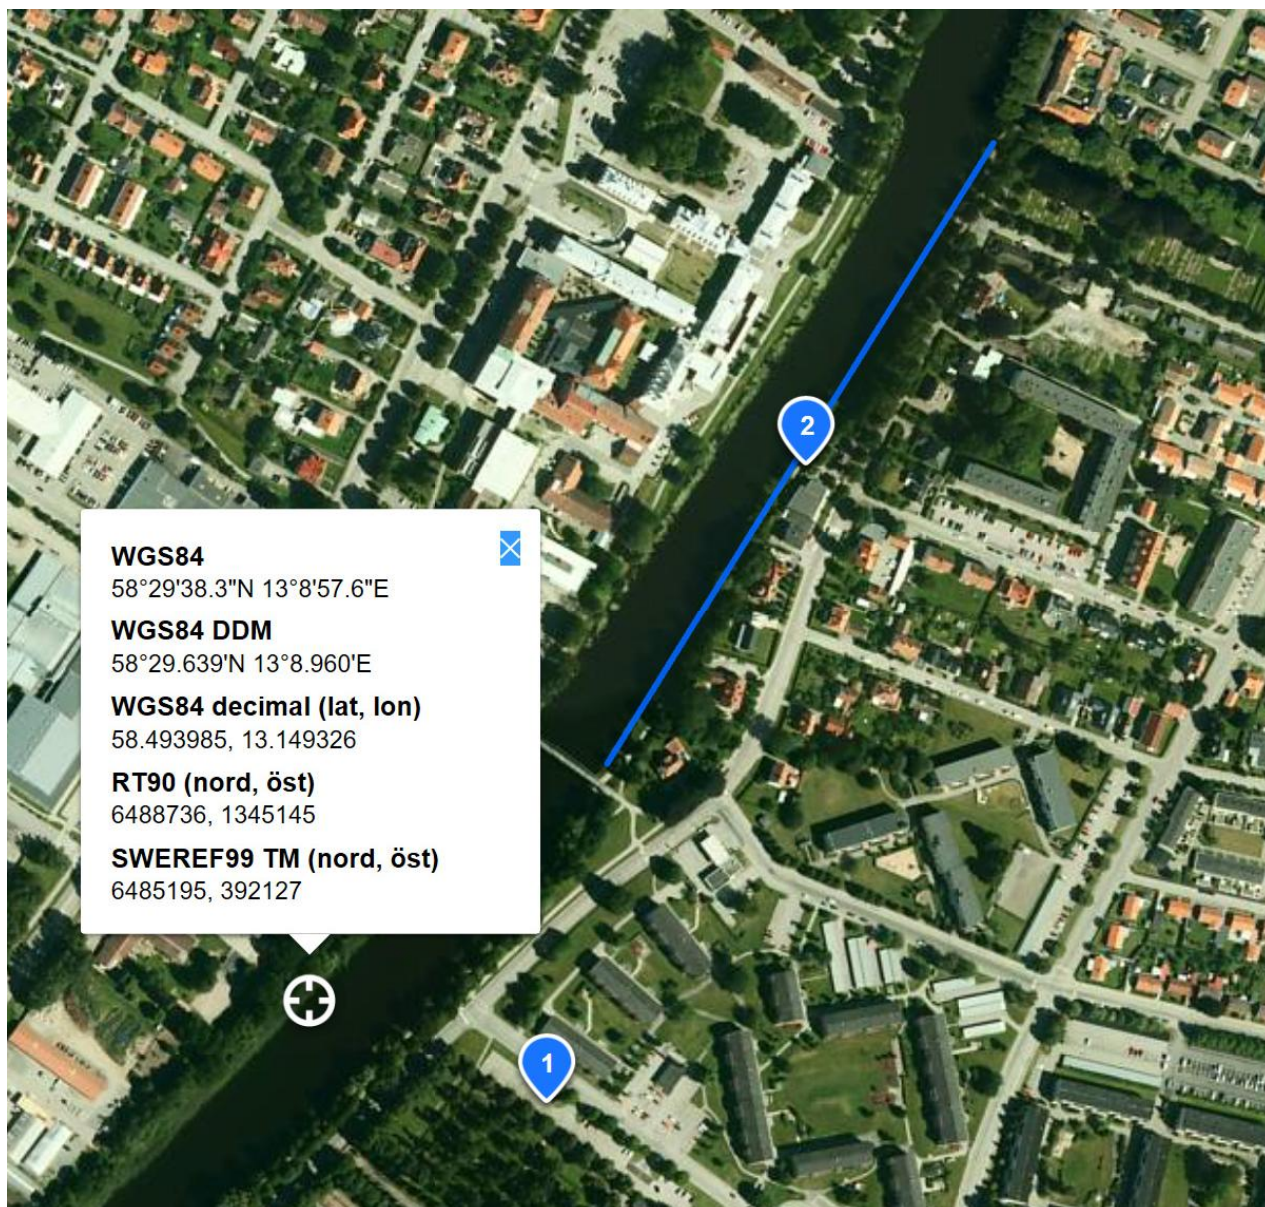 2
WGS84
58°29'38.3"N 13°8'57.6"E
WGS84 DDM
58°29.639'N 13°8.960'E
WGS84 decimal (lat, lon)
58.493985, 13.149326
RT90 (nord, öst)
6488736, 1345145
SWEREF99 TM (nord, öst)
6485195, 392127
1